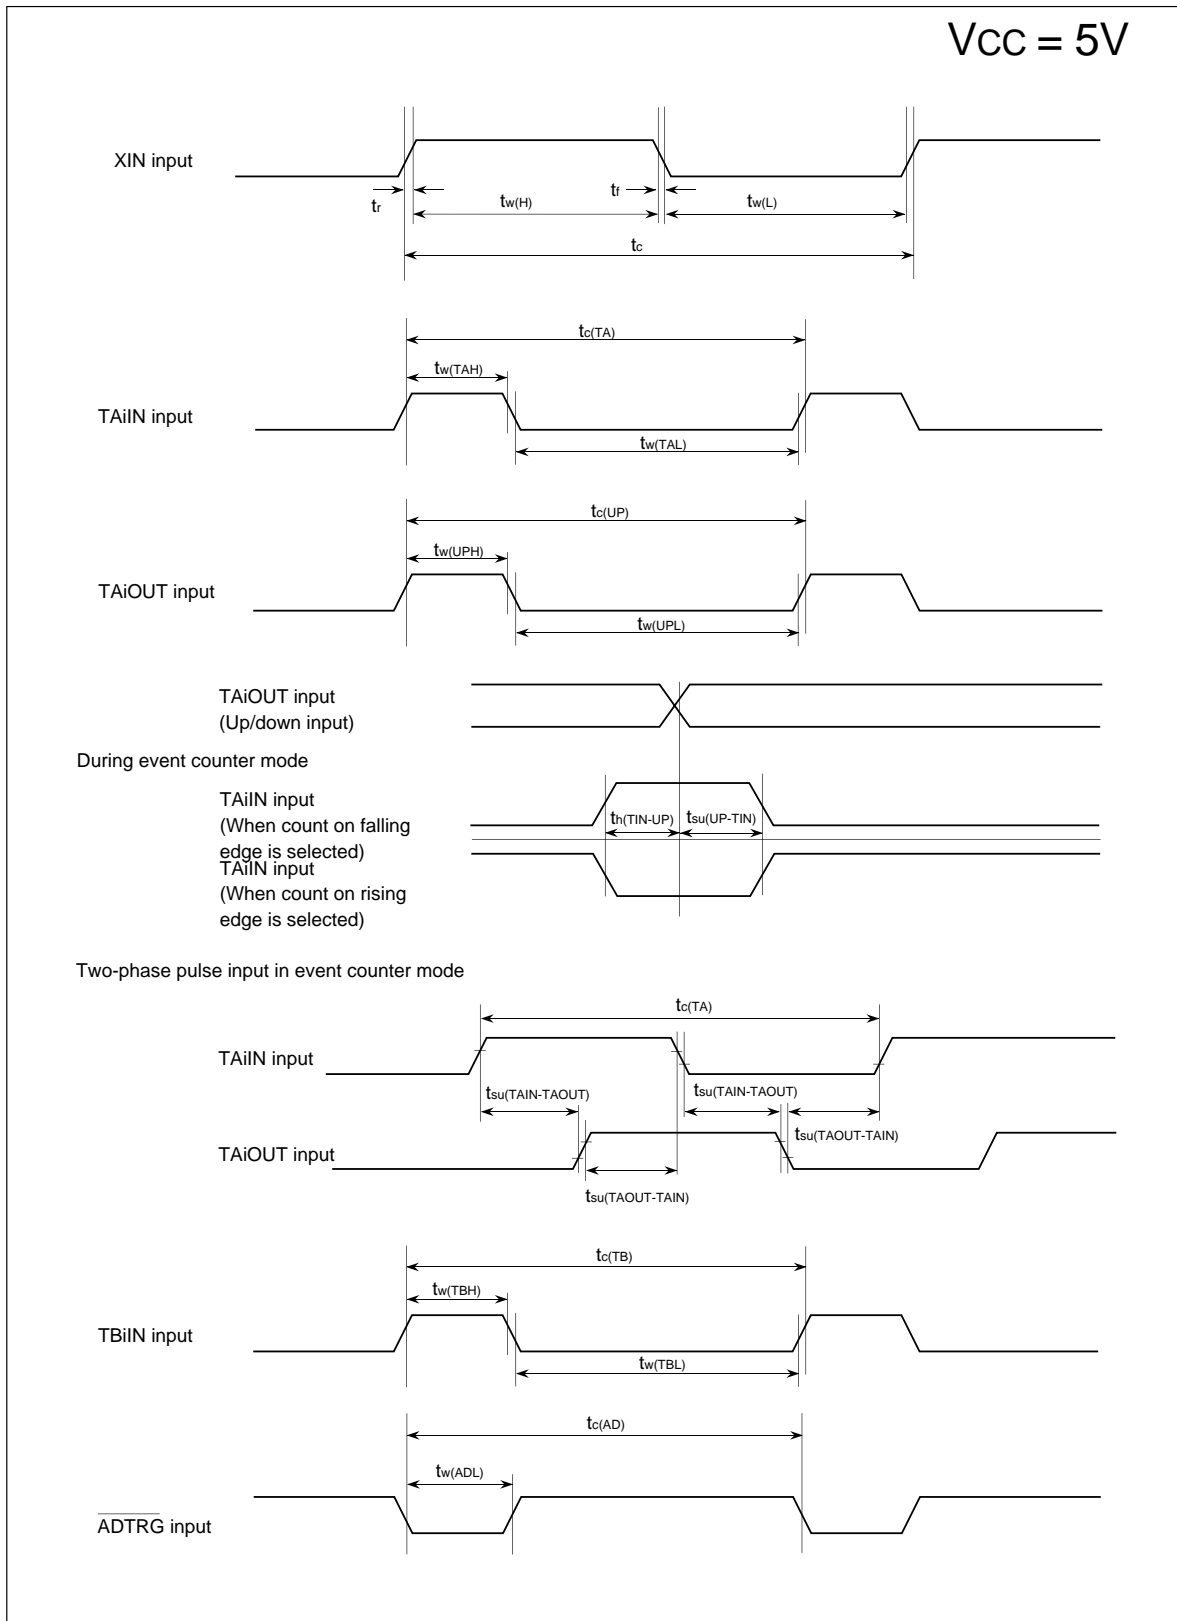 VCC = 5V
XIN input
tr
tw(H)
tf
tw(L)
tc
tc(TA)
tw(TAH)
TAiIN input
tw(TAL)
tc(UP)
tw(UPH)
TAiOUT input
tw(UPL)
TAiOUT input
(Up/down input)
During event counter mode
TAiIN input
(When count on falling
edge is selected)
th(TIN-UP)
tsu(UP-TIN)
TAiIN input
(When count on rising
edge is selected)
Two-phase pulse input in event counter mode
tc(TA)
TAiIN input
tsu(TAIN-TAOUT)
tsu(TAIN-TAOUT)
tsu(TAOUT-TAIN)
TAiOUT input
tsu(TAOUT-TAIN)
tc(TB)
tw(TBH)
TBiIN input
tw(TBL)
tc(AD)
tw(ADL)
ADTRG input